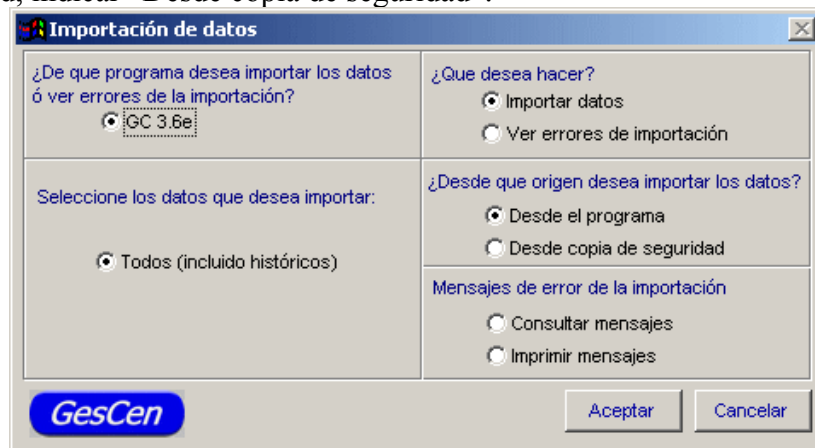 indicar "Desde copia de seguridad".
Importación de datos
¿De que programa desea importar los datos
ó ver errores de la importación?
GC 3.6e
¿Que desea hacer?
Importar datos
Ver errores de importación
Seleccione los datos que desea importar:
Todos (incluido históricos)
¿Desde que origen desea importar los datos?
Desde el programa
Desde copia de seguridad
Mensajes de error de la importación
Consultar mensajes
Imprimir mensajes
GesCen
Aceptar
Cancelar